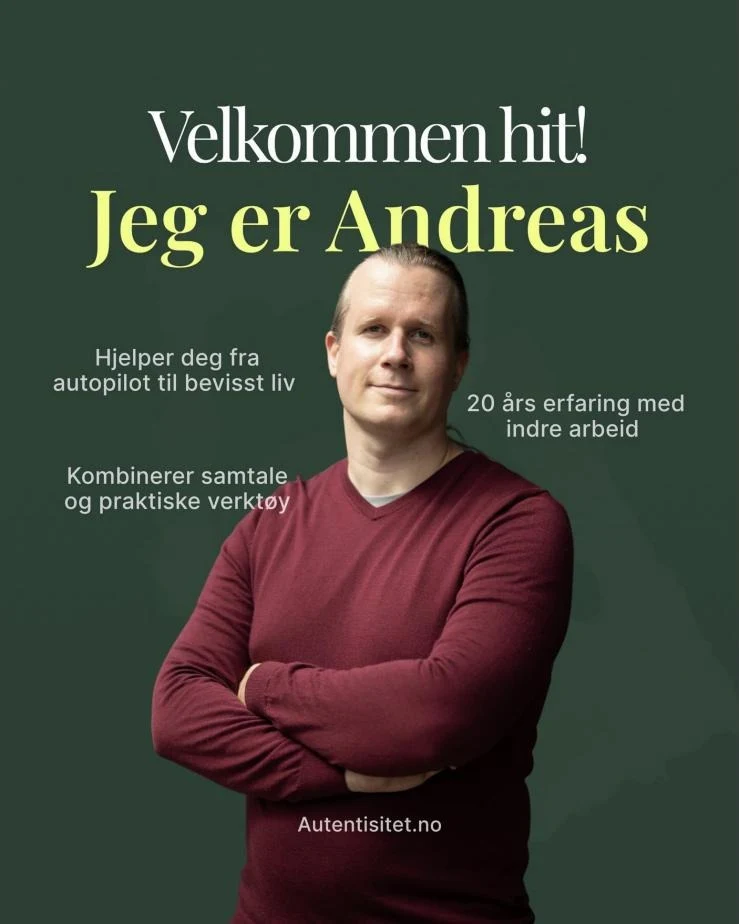 Velkommen hit!
Jeg er Andreas
Hjelper deg fra
autopilot til bevisst liv
20 års erfaring med
indre arbeid
Kombinerer samtale
og praktiske verktøy
Autentisitet.no